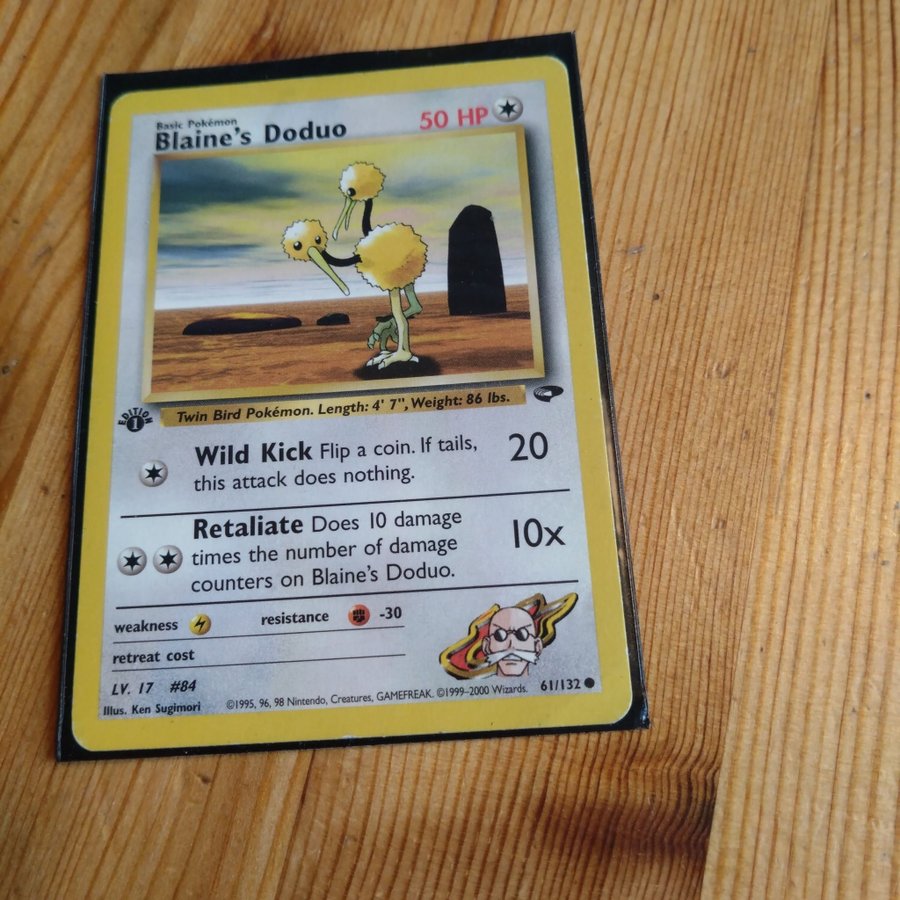 Basic Pokémon
Blaine's Doduo
50 HP
Twin Bird Pokémon. Length: 4' 7", Weight: 86 lbs.
EDITION
1
Wild Kick Flip a coin. If tails,
this attack does nothing.
20
Retaliate Does 10 damage
times the number of damage
counters on Blaine's Doduo.
10x
weakness
resistance
-30
retreat cost
LV. 17 #84
Illus. Ken Sugimori
©1995, 96, 98 Nintendo, Creatures, GAMEFREAK. ©1999-2000 Wizards.
61/132